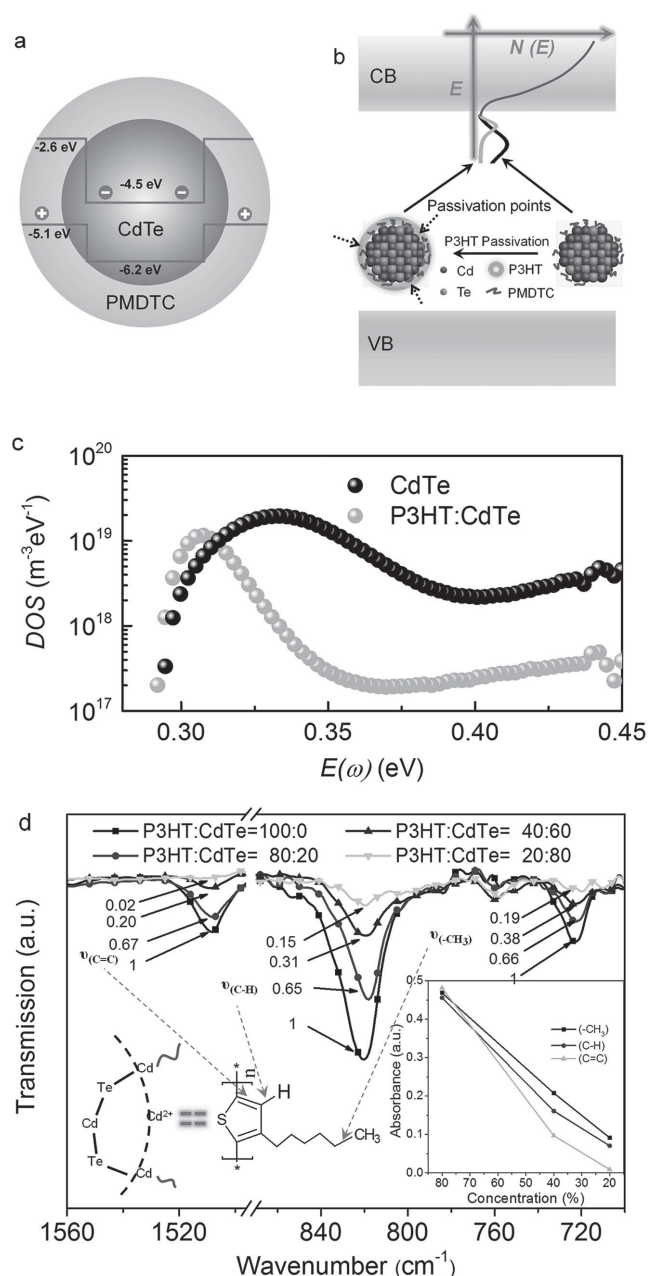 a
-2.6 eV
-4.5 eV
CdTe
-5.1 eV
-6.2 eV
PMDTC
b
N (E)
CB
E
Passivation points
P3HT Passivation
Cd P3HT
Te PMDTC
VB
c
10^20
10^19
10^18
10^17
DOS (m^-3eV^-1)
CdTe
P3HT:CdTe
0.30 0.35 0.40 0.45
E(ω) (eV)
d
P3HT:CdTe=100:0 P3HT:CdTe= 40:60
P3HT:CdTe= 80:20 P3HT:CdTe= 20:80
Transmission (a.u.)
0.02
0.20
0.67
1
υ(C=C)
0.15
0.31
0.65
1
υ(C-H)
υ(-CH3)
0.19
0.38
0.66
1
Cd
Te
Cd
Te
Cd
Cd2+
*
n
H
S
*
CH3
0.5
0.4
0.3
0.2
0.1
0.0
Absorbance (a.u.)
(-CH3)
(C-H)
(C=C)
80 70 60 50 40 30 20
Concentration (%)
1560 1520 840 800 760 720
Wavenumber (cm^-1)